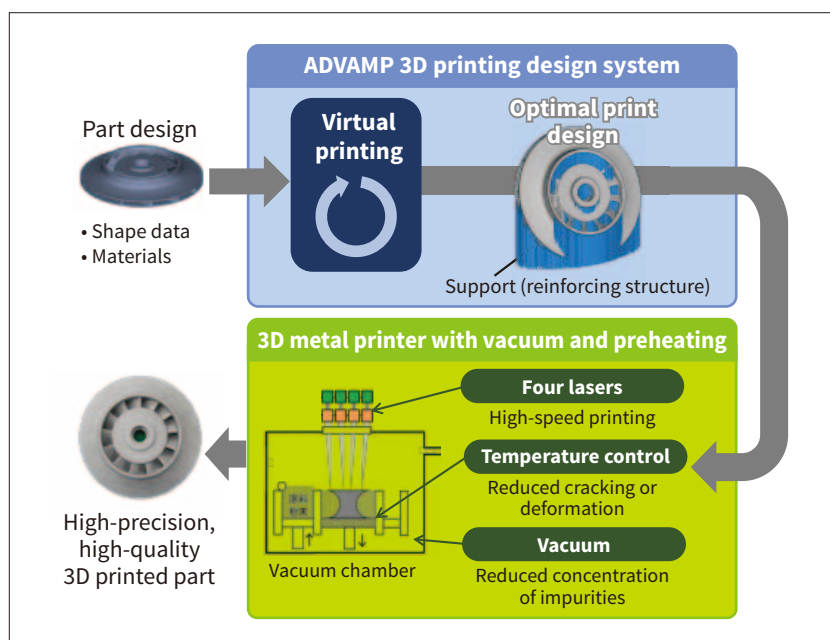 ADVAMP 3D printing design system
Part design
• Shape data
• Materials
Virtual
printing
Optimal print
design
Support (reinforcing structure)
3D metal printer with vacuum and preheating
Four lasers
High-speed printing
Temperature control
Reduced cracking or
deformation
Vacuum
Reduced concentration
of impurities
Vacuum chamber
High-precision,
high-quality
3D printed part